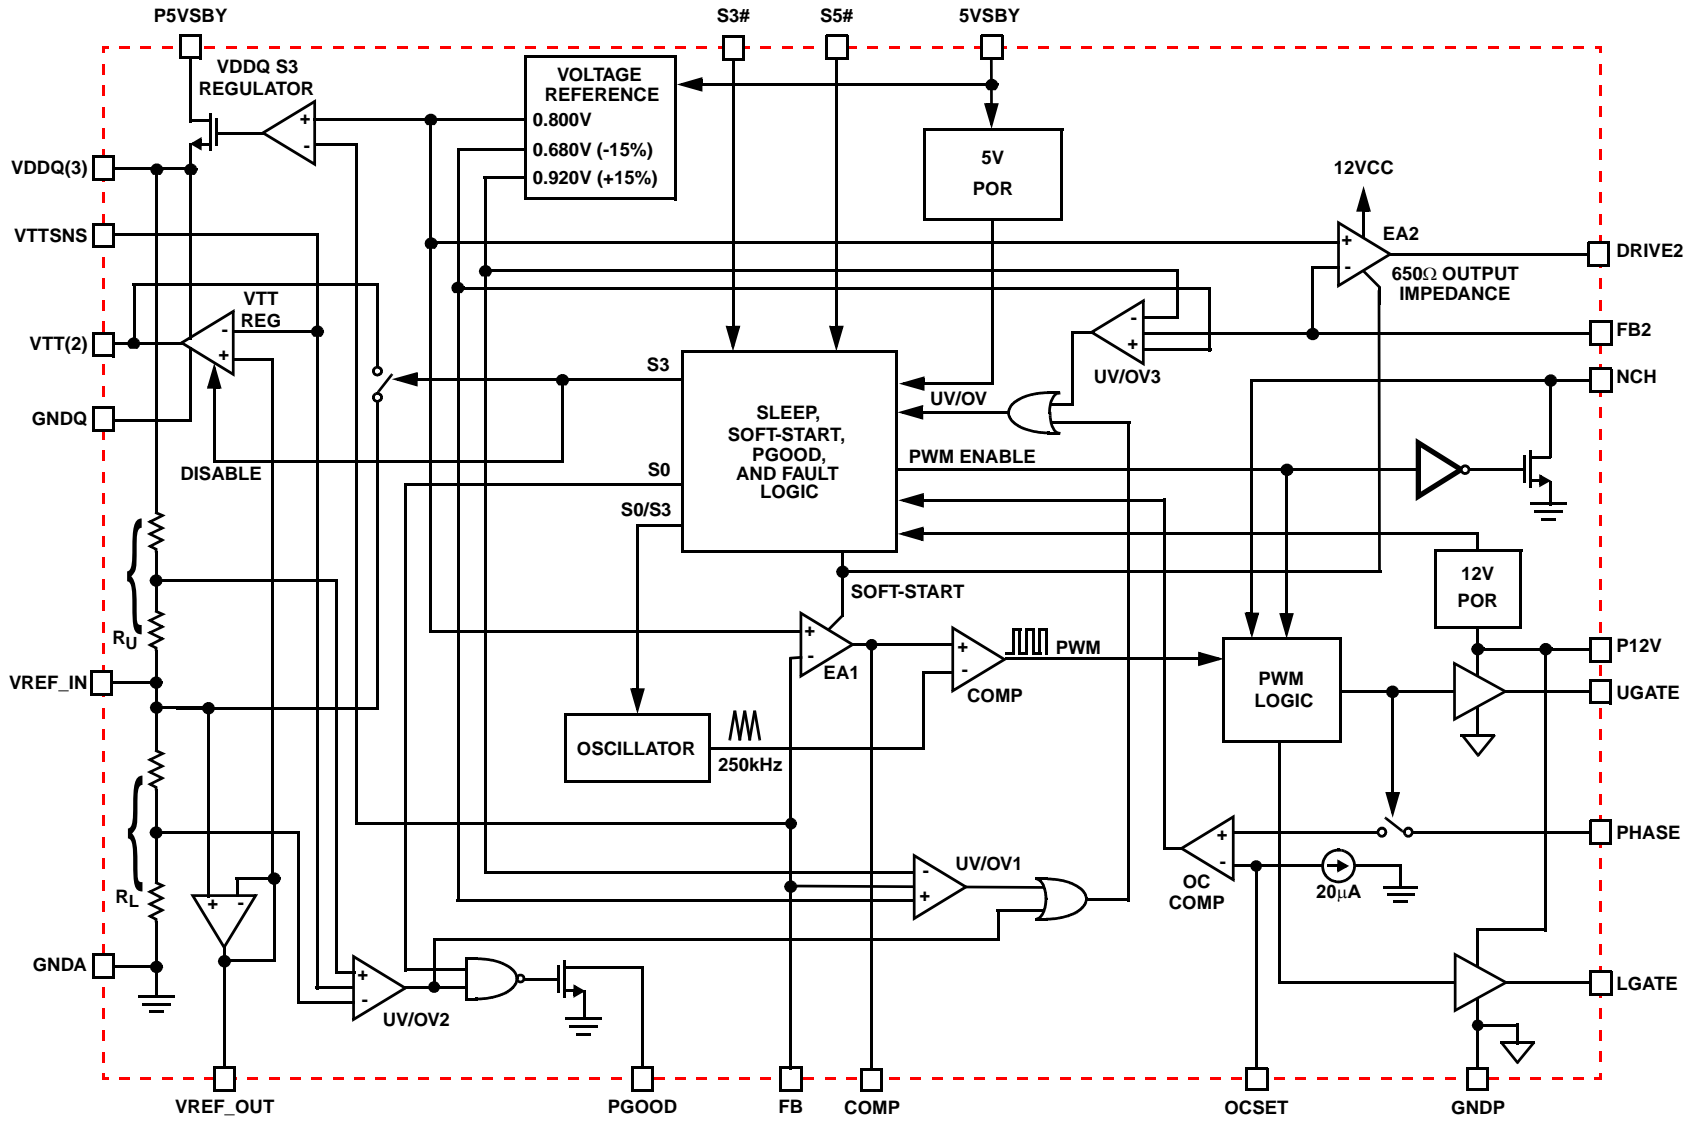 P5VSBY
S3#
S5#
5VSBY
VDDQ S3
REGULATOR
VOLTAGE
REFERENCE
0.800V
0.680V (-15%)
0.920V (+15%)
+
-
5V
POR
12VCC
VDDQ(3)
VTTSNS
EA2
+
-
DRIVE2
650Ω OUTPUT
IMPEDANCE
VTT
REG
-
+
VTT(2)
-
+
UV/OV3
FB2
S3
NCH
UV/OV
GNDQ
SLEEP,
SOFT-START,
PGOOD,
AND FAULT
LOGIC
DISABLE
S0
PWM ENABLE
S0/S3
12V
POR
SOFT-START
RU
+
-
EA1
+
-
COMP
PWM
P12V
VREF_IN
PWM
LOGIC
UGATE
OSCILLATOR
250kHz
+
-
OC
COMP
PHASE
20μA
UV/OV1
-
+
RL
+ -
GNDA
+
-
UV/OV2
LGATE
VREF_OUT
PGOOD
FB
COMP
OCSET
GNDP